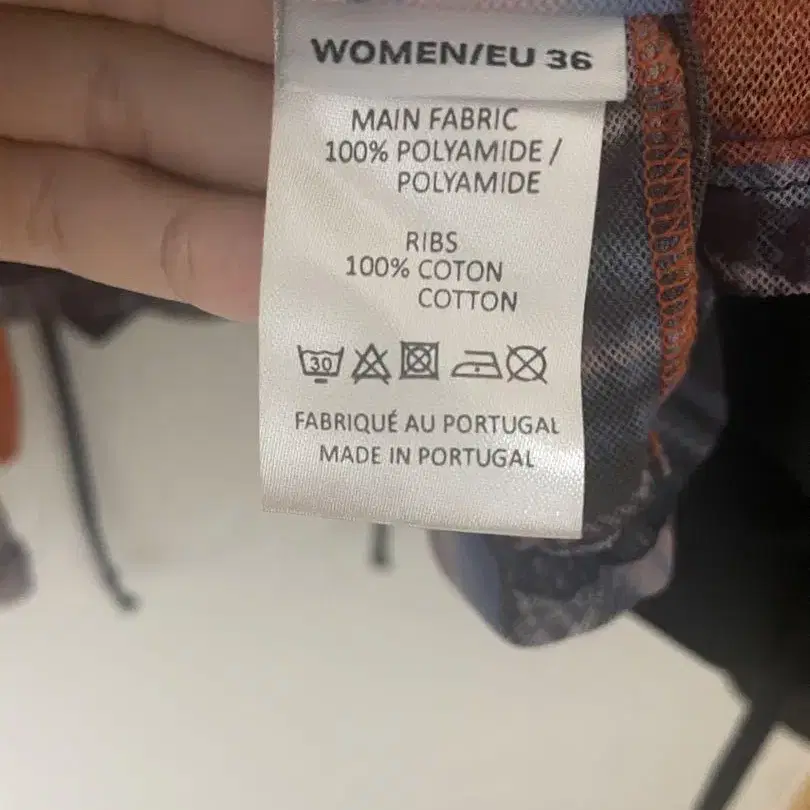 WOMEN/EU 36
MAIN FABRIC
100% POLYAMIDE /
POLYAMIDE
RIBS
100% COTON
COTTON
30
FABRIQUÉ AU PORTUGAL
MADE IN PORTUGAL